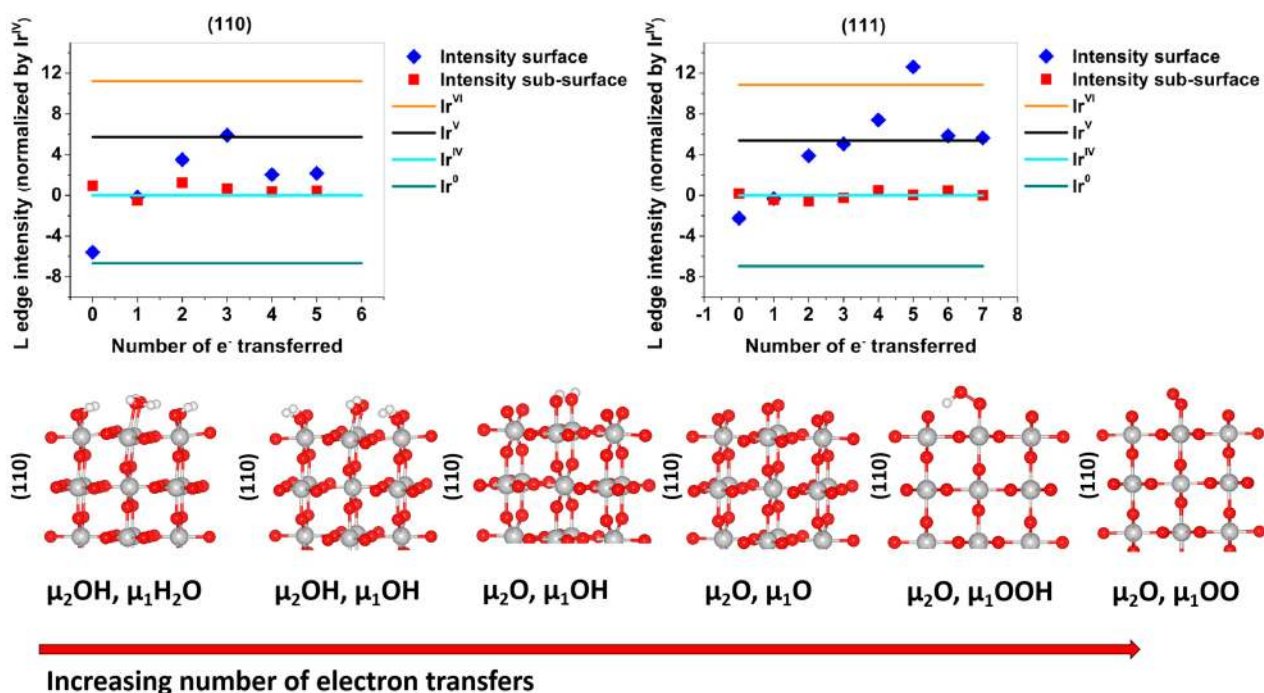 (110)
L edge intensity (normalized by Ir^IV)
12
8
4
0
-4
-8
0 1 2 3 4 5 6
Number of e⁻ transferred
Intensity surface
Intensity sub-surface
Ir^VI
Ir^V
Ir^IV
Ir^0
(111)
L edge intensity (normalized by Ir^IV)
12
8
4
0
-4
-8
-1 0 1 2 3 4 5 6 7 8
Number of e⁻ transferred
Intensity surface
Intensity sub-surface
Ir^VI
Ir^V
Ir^IV
Ir^0
(110) (110) (110) (110) (110) (110)
μ₂OH, μ₁H₂O μ₂OH, μ₁OH μ₂O, μ₁OH μ₂O, μ₁O μ₂O, μ₁OOH μ₂O, μ₁OO
Increasing number of electron transfers